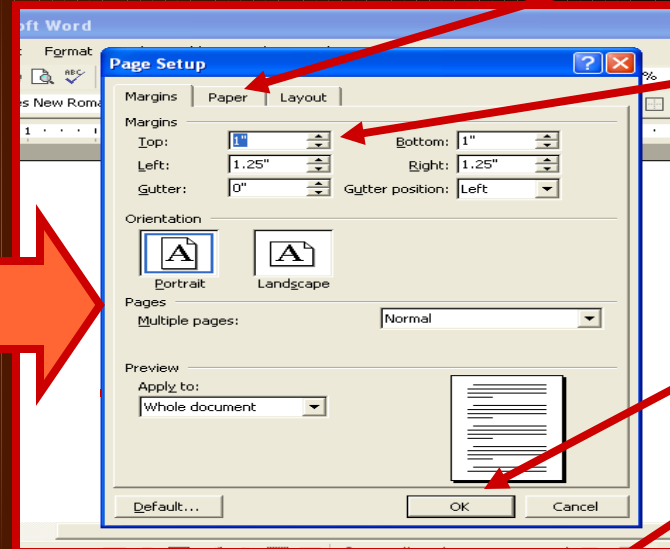 oft Word
Format
ABC
%
s New Roma
1
Page Setup
Margins Paper Layout
Margins
Top: 1" Bottom: 1"
Left: 1.25" Right: 1.25"
Gutter: 0" Gutter position: Left
Orientation
A A
Portrait Landscape
Pages
Multiple pages: Normal
Preview
Apply to:
Whole document
Default... OK Cancel